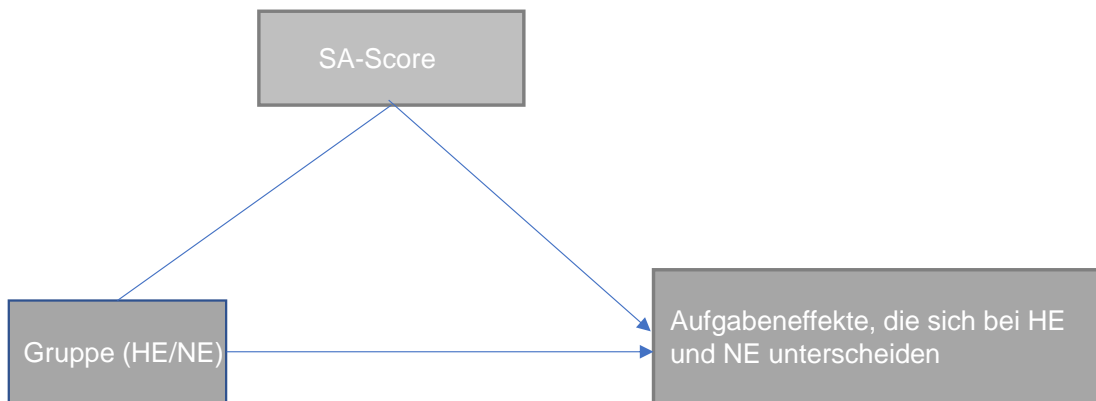 SA-Score
Gruppe (HE/NE)
Aufgabeneffekte, die sich bei HE
und NE unterscheiden